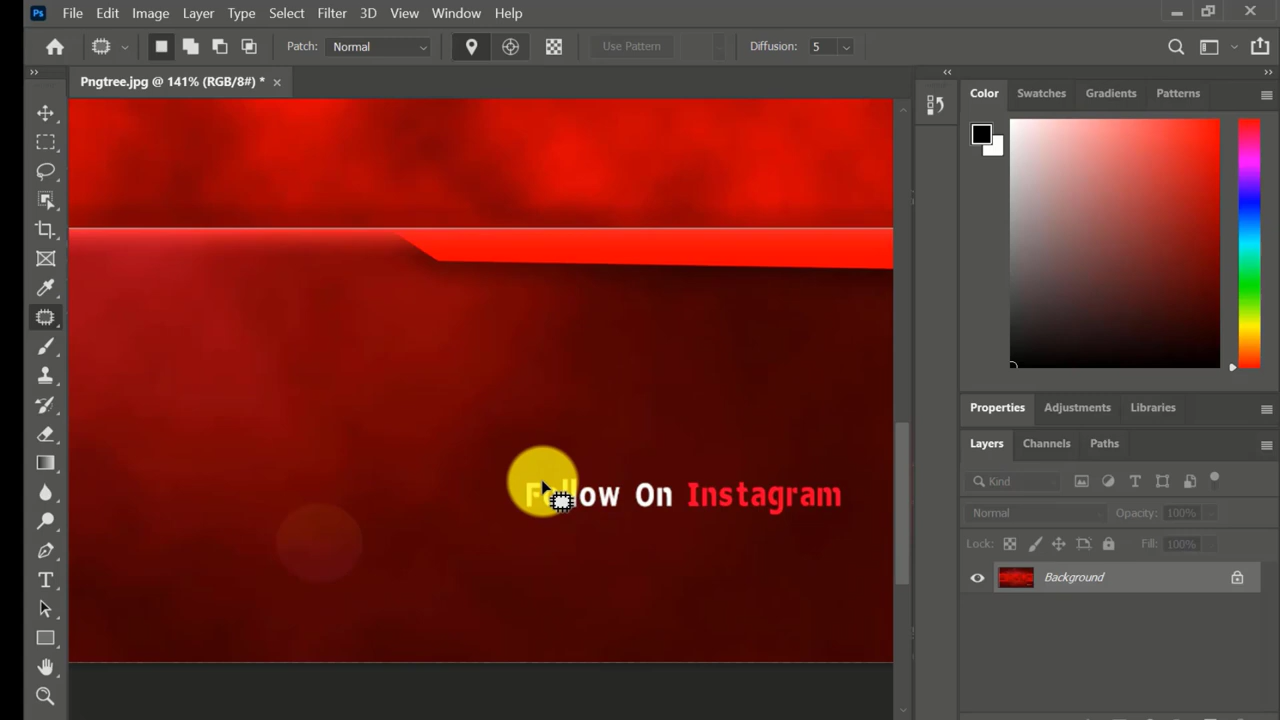 Ps File Edit Image Layer Type Select Filter 3D View Window Help
Patch: Normal Use Pattern Diffusion: 5
Pngtree.jpg @ 141% (RGB/8#) *
Color Swatches Gradients Patterns
Follow On Instagram
Properties Adjustments Libraries
Layers Channels Paths
Kind
Normal Opacity: 100%
Lock: Fill: 100%
Background
T